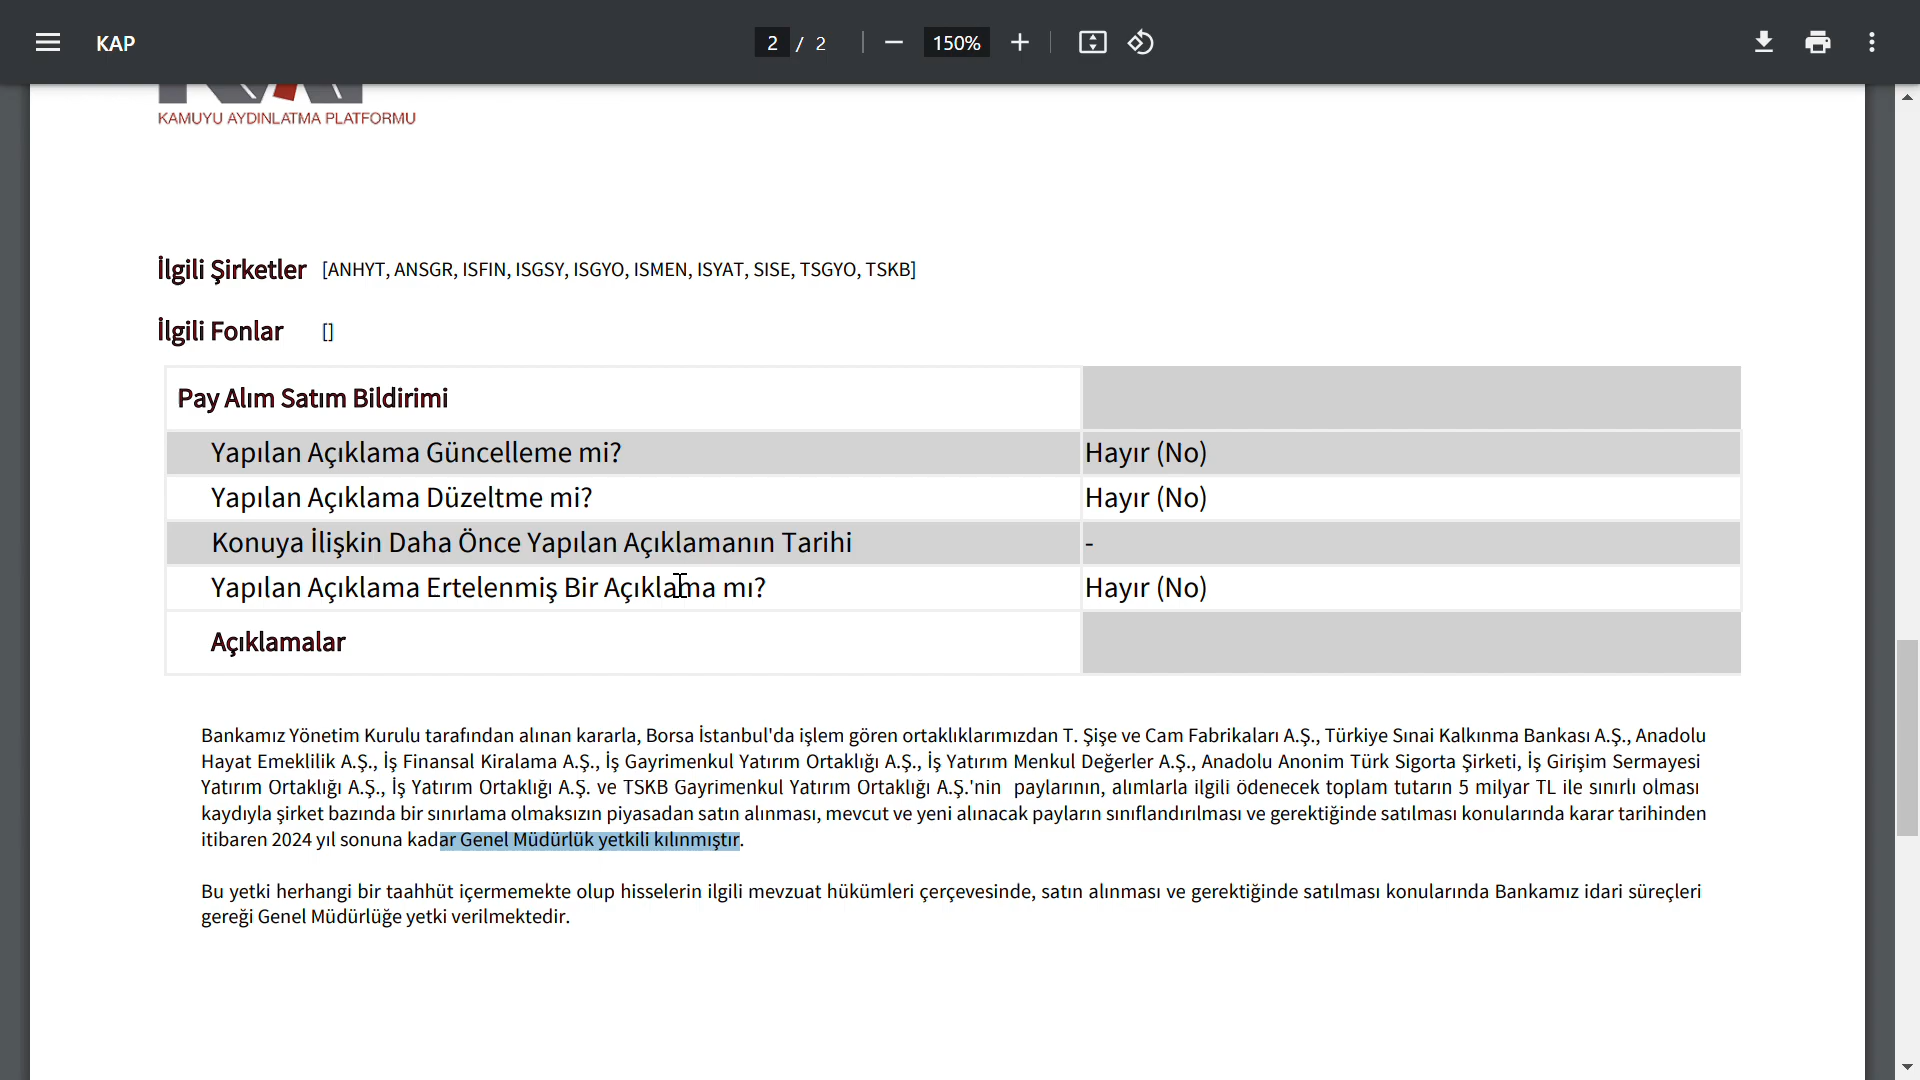 KAP
2 / 2
150%
KAMUYU AYDINLATMA PLATFORMU
İlgili Şirketler [ANHYT, ANSGR, ISFIN, ISGSY, ISGYO, ISMEN, ISYAT, SISE, TSGYO, TSKB]
İlgili Fonlar []
Pay Alım Satım Bildirimi
Yapılan Açıklama Güncelleme mi? Hayır (No)
Yapılan Açıklama Düzeltme mi? Hayır (No)
Konuya İlişkin Daha Önce Yapılan Açıklamanın Tarihi -
Yapılan Açıklama Ertelenmiş Bir Açıklama mı? Hayır (No)
Açıklamalar
Bankamız Yönetim Kurulu tarafından alınan kararla, Borsa İstanbul'da işlem gören ortaklıklarımızdan T. Şişe ve Cam Fabrikaları A.Ş., Türkiye Sınai Kalkınma Bankası A.Ş., Anadolu
Hayat Emeklilik A.Ş., İş Finansal Kiralama A.Ş., İş Gayrimenkul Yatırım Ortaklığı A.Ş., İş Yatırım Menkul Değerler A.Ş., Anadolu Anonim Türk Sigorta Şirketi, İş Girişim Sermayesi
Yatırım Ortaklığı A.Ş., İş Yatırım Ortaklığı A.Ş. ve TSKB Gayrimenkul Yatırım Ortaklığı A.Ş.'nin paylarının, alımlarla ilgili ödenecek toplam tutarın 5 milyar TL ile sınırlı olması
kaydıyla şirket bazında bir sınırlama olmaksızın piyasadan satın alınması, mevcut ve yeni alınacak payların sınıflandırılması ve gerektiğinde satılması konularında karar tarihinden
itibaren 2024 yıl sonuna kadar Genel Müdürlük yetkili kılınmıştır.
Bu yetki herhangi bir taahhüt içermemekte olup hisselerin ilgili mevzuat hükümleri çerçevesinde, satın alınması ve gerektiğinde satılması konularında Bankamız idari süreçleri
gereği Genel Müdürlüğe yetki verilmektedir.